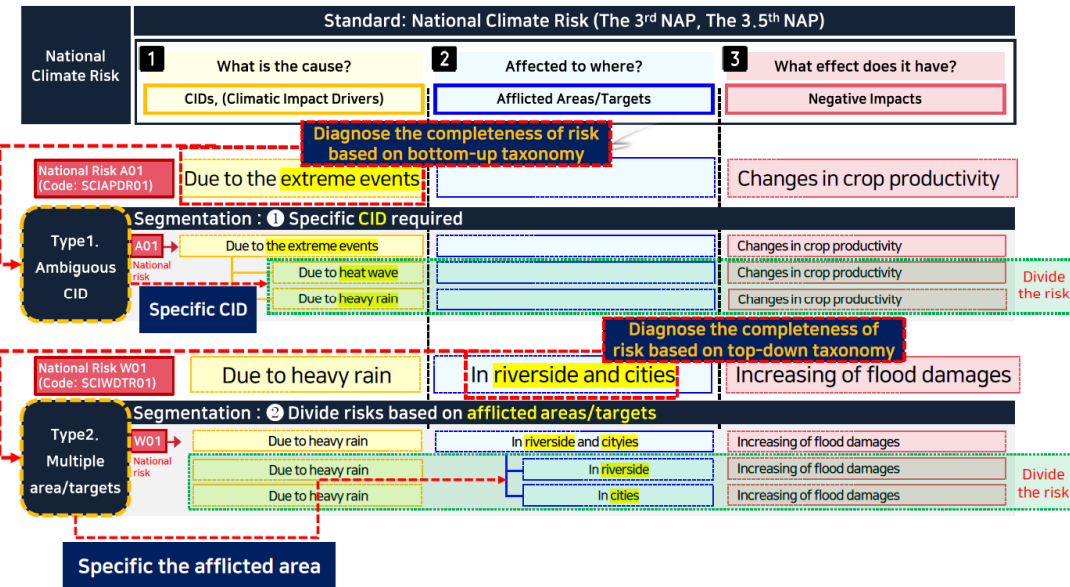 Standard: National Climate Risk (The 3rd NAP, The 3.5th NAP)
National
Climate Risk
1
What is the cause?
2
Affected to where?
3
What effect does it have?
CIDs, (Climatic Impact Drivers)
Afflicted Areas/Targets
Negative Impacts
Diagnose the completeness of risk
based on bottom-up taxonomy
National Risk A01
(Code: SCIAPDR01)
Due to the extreme events
Changes in crop productivity
Segmentation : ❶ Specific CID required
Type1.
Ambiguous
CID
A01
National
risk
Due to the extreme events
Changes in crop productivity
Due to heat wave
Changes in crop productivity
Due to heavy rain
Changes in crop productivity
Divide
the risk
Specific CID
Diagnose the completeness of
risk based on top-down taxonomy
National Risk W01
(Code: SCIWDTR01)
Due to heavy rain
In riverside and cities
Increasing of flood damages
Segmentation : ❷ Divide risks based on afflicted areas/targets
Type2.
Multiple
area/targets
W01
National
risk
Due to heavy rain
In riverside and cityies
Increasing of flood damages
Due to heavy rain
In riverside
Increasing of flood damages
Due to heavy rain
In cities
Increasing of flood damages
Divide
the risk
Specific the afflicted area